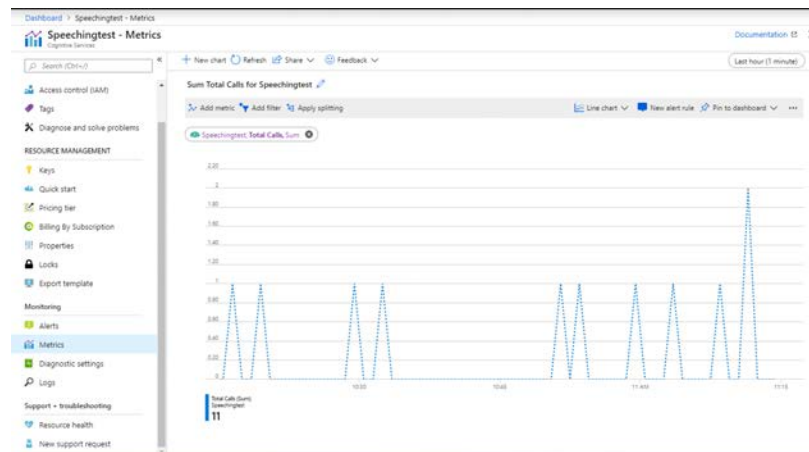 Dashboard > Speechingtest - Metrics
Speechingtest - Metrics
Cognitive Services
Documentation
Search (Ctrl+/)
«
Access control (IAM)
Tags
Diagnose and solve problems
RESOURCE MANAGEMENT
Keys
Quick start
Pricing tier
Billing By Subscription
Properties
Locks
Export template
Monitoring
Alerts
Metrics
Diagnostic settings
Logs
Support + troubleshooting
Resource health
New support request
New chart Refresh Share Feedback
Last hour (1 minute)
Sum Total Calls for Speechingtest
Add metric Add filter Apply splitting Line chart New alert rule Pin to dashboard ...
Speechingtest, Total Calls, Sum
2.20
2
1.80
1.60
1.40
1.20
1
0.80
0.60
0.40
0.20
0
10:30 10:45 11 AM 11:15
Total Calls (Sum)
Speechingtest
11